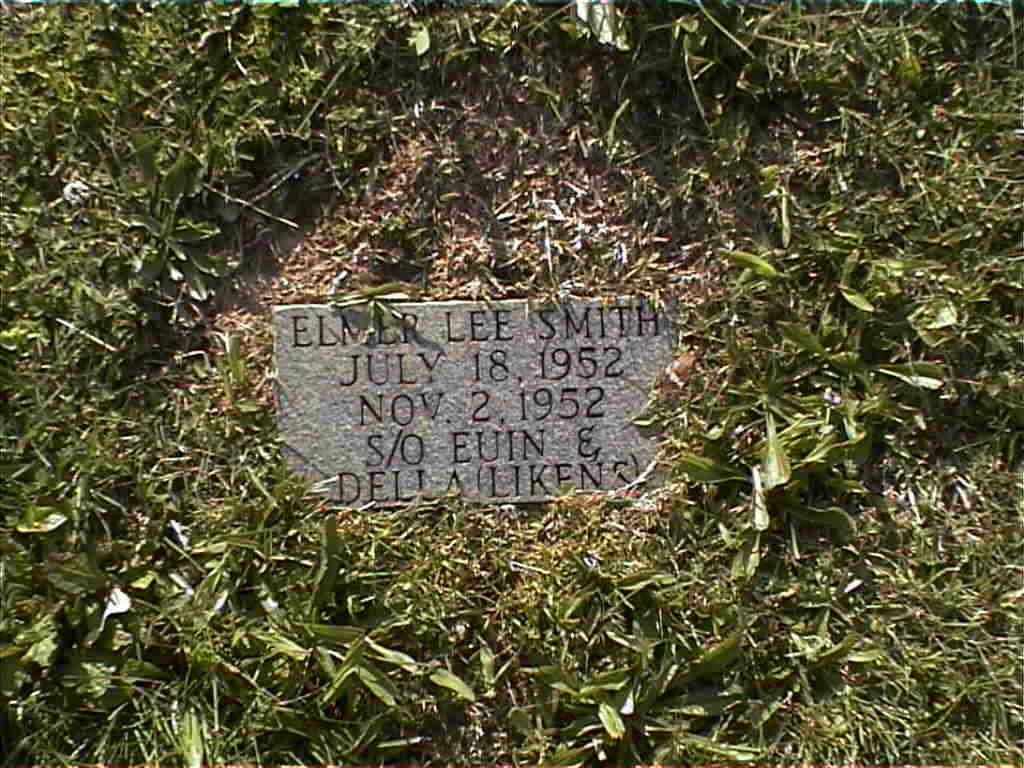 ELMER LEE SMITH
JULY 18, 1952
NOV. 2, 1952
S/O EUIN &
DELLA (LIKENS)